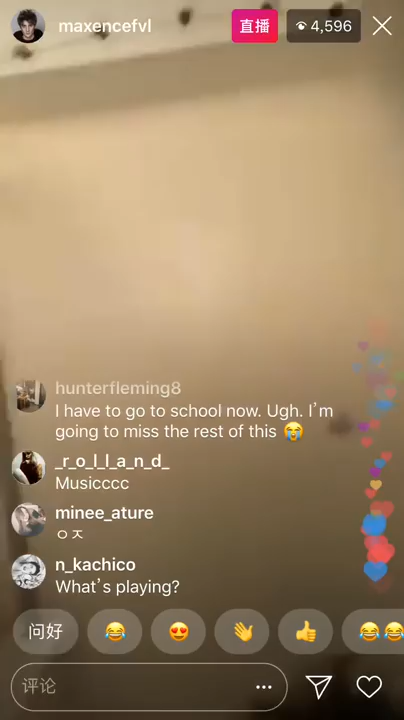 maxencefvl
直播
4,596
hunterfleming8
I have to go to school now. Ugh. I'm
going to miss the rest of this 😭
_r_o_l_l_a_n_d_
Musicccc
minee_ature
ㅇㅈ
n_kachico
What's playing?
问好
评论